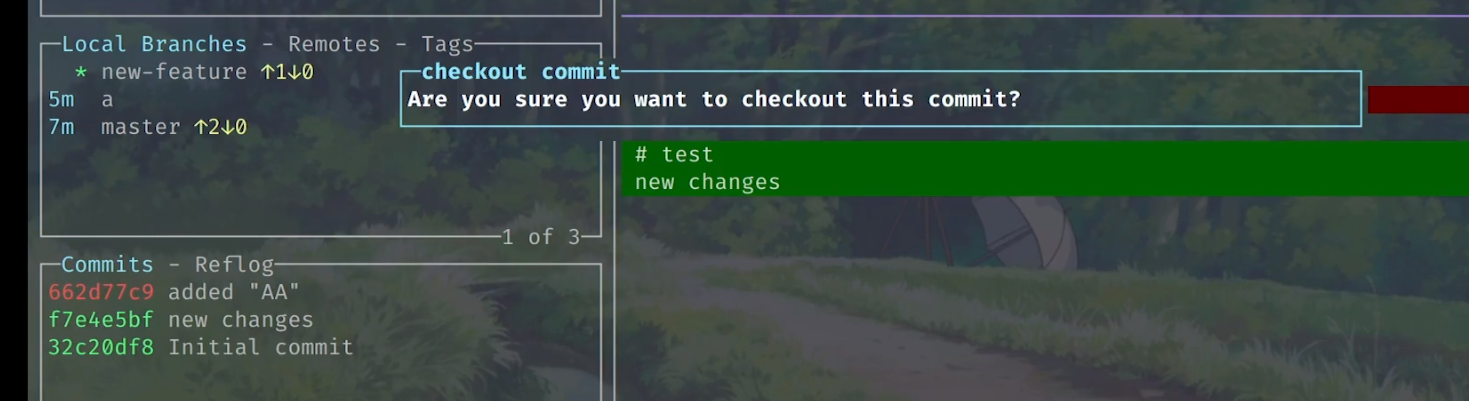 Local Branches - Remotes - Tags
* new-feature ↑1↓0
5m a
7m master ↑2↓0
1 of 3
checkout commit
Are you sure you want to checkout this commit?
# test
new changes
Commits - Reflog
662d77c9 added "AA"
f7e4e5bf new changes
32c20df8 Initial commit